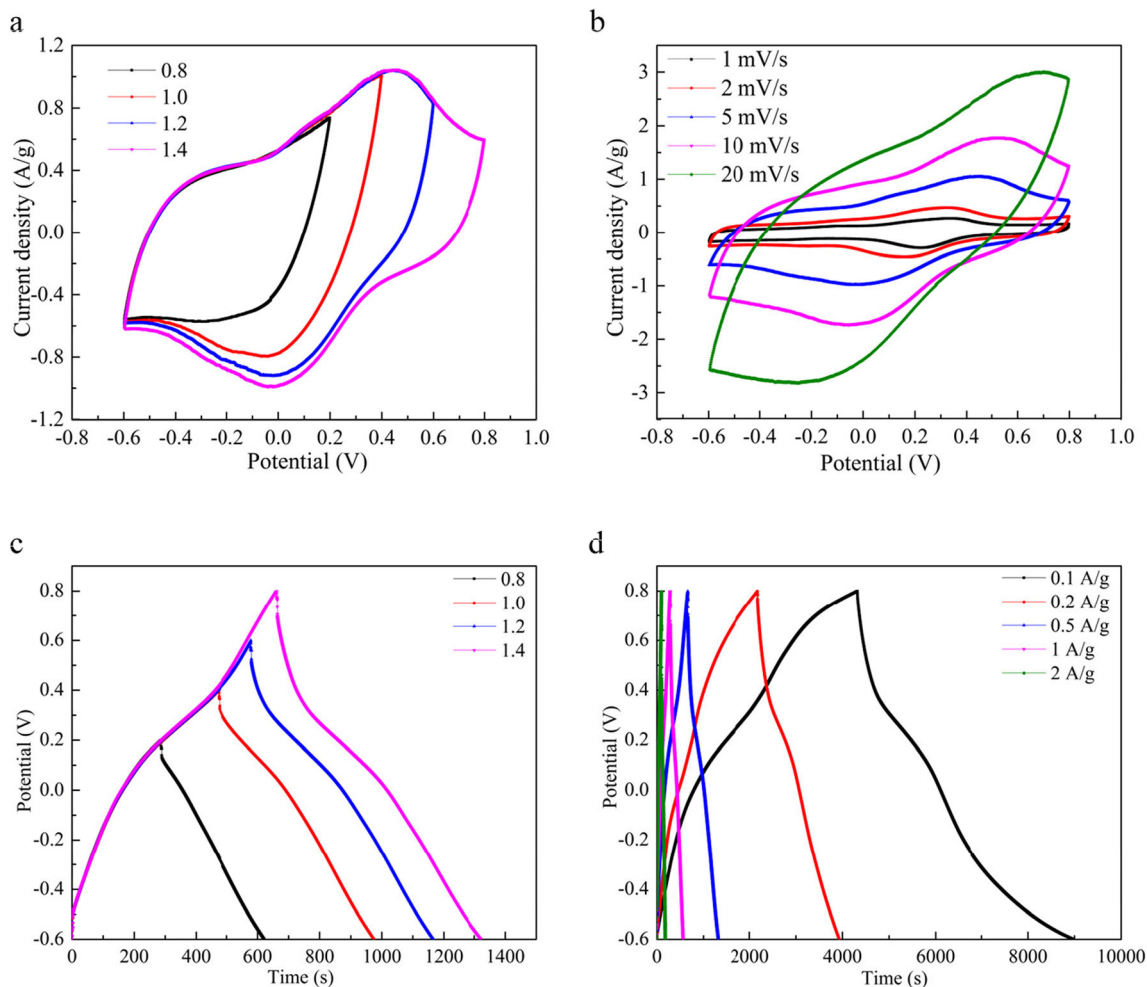 a
1.2
0.8
0.4
0.0
-0.4
-0.8
-1.2
Current density (A/g)
0.8
1.0
1.2
1.4
-0.8 -0.6 -0.4 -0.2 0.0 0.2 0.4 0.6 0.8 1.0
Potential (V)
b
3
2
1
0
-1
-2
-3
Current density (A/g)
1 mV/s
2 mV/s
5 mV/s
10 mV/s
20 mV/s
-0.8 -0.6 -0.4 -0.2 0.0 0.2 0.4 0.6 0.8 1.0
Potential (V)
c
0.8
0.6
0.4
0.2
0.0
-0.2
-0.4
-0.6
Potential (V)
0.8
1.0
1.2
1.4
0 200 400 600 800 1000 1200 1400
Time (s)
d
0.8
0.6
0.4
0.2
0.0
-0.2
-0.4
-0.6
Potential (V)
0.1 A/g
0.2 A/g
0.5 A/g
1 A/g
2 A/g
0 2000 4000 6000 8000 10000
Time (s)